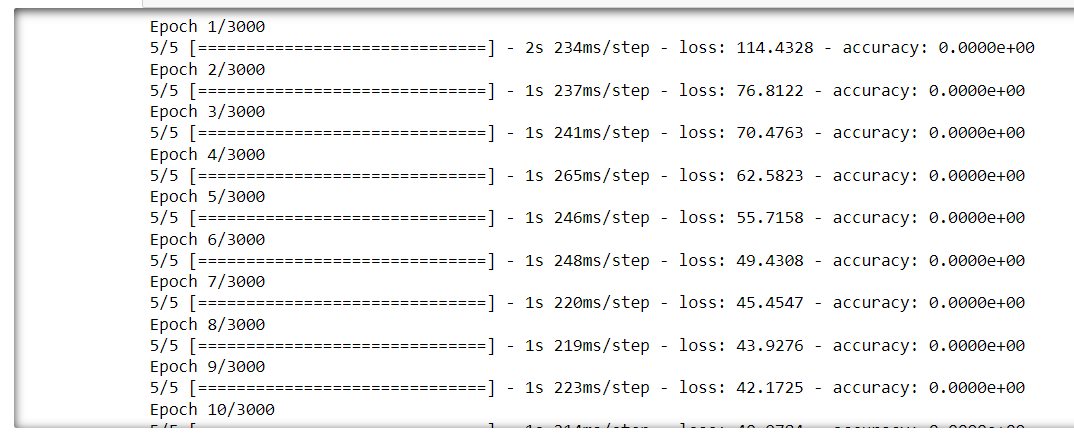 Epoch 1/3000
5/5 [==============================] - 2s 234ms/step - loss: 114.4328 - accuracy: 0.0000e+00
Epoch 2/3000
5/5 [==============================] - 1s 237ms/step - loss: 76.8122 - accuracy: 0.0000e+00
Epoch 3/3000
5/5 [==============================] - 1s 241ms/step - loss: 70.4763 - accuracy: 0.0000e+00
Epoch 4/3000
5/5 [==============================] - 1s 265ms/step - loss: 62.5823 - accuracy: 0.0000e+00
Epoch 5/3000
5/5 [==============================] - 1s 246ms/step - loss: 55.7158 - accuracy: 0.0000e+00
Epoch 6/3000
5/5 [==============================] - 1s 248ms/step - loss: 49.4308 - accuracy: 0.0000e+00
Epoch 7/3000
5/5 [==============================] - 1s 220ms/step - loss: 45.4547 - accuracy: 0.0000e+00
Epoch 8/3000
5/5 [==============================] - 1s 219ms/step - loss: 43.9276 - accuracy: 0.0000e+00
Epoch 9/3000
5/5 [==============================] - 1s 223ms/step - loss: 42.1725 - accuracy: 0.0000e+00
Epoch 10/3000